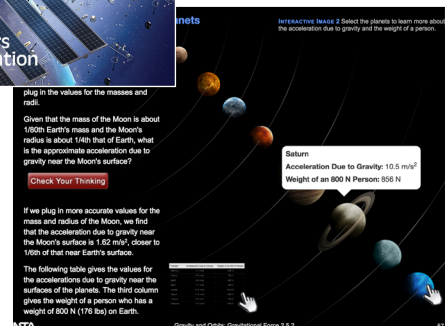 rs
tion
anets
INTERACTIVE IMAGE 2 Select the planets to learn more about
the acceleration due to gravity and the weight of a person.
plug in the values for the masses and
radii.
Given that the mass of the Moon is about
1/80th Earth's mass and the Moon's
radius is about 1/4th that of Earth, what
is the approximate acceleration due to
gravity near the Moon's surface?
Check Your Thinking
If we plug in more accurate values for the
mass and radius of the Moon, we find
that the acceleration due to gravity near
the Moon's surface is 1.62 m/s², closer to
1/6th of that near Earth's surface.
The following table gives the values for
the accelerations due to gravity near the
surfaces of the planets. The third column
gives the weight of a person who has a
weight of 800 N (176 lbs) on Earth.
Saturn
Acceleration Due to Gravity: 10.5 m/s²
Weight of an 800 N Person: 856 N
Gravity and Orbits: Gravitational Force 2.5.2